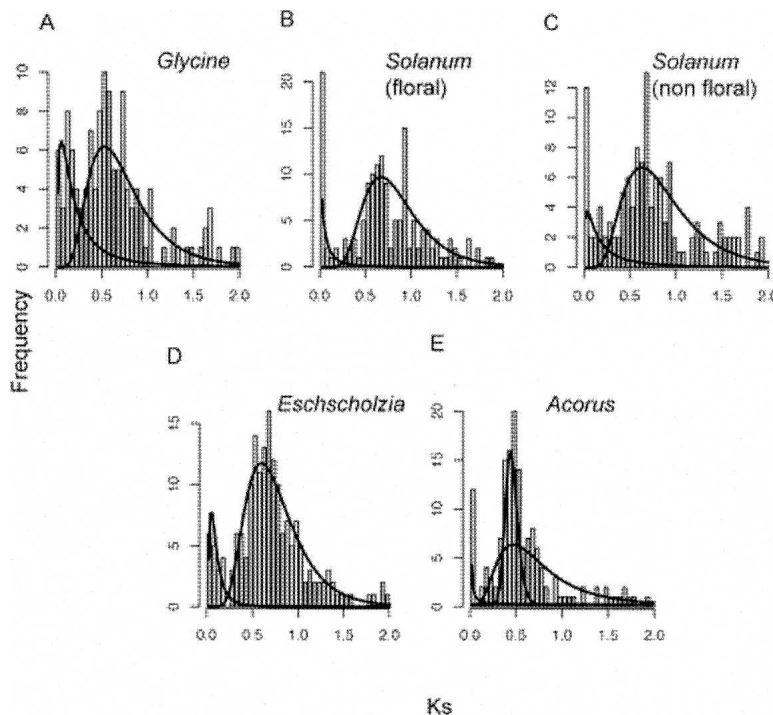 A
Glycine
Frequency
0 2 4 6 8 10
0.0 0.5 1.0 1.5 2.0
B
Solanum
(floral)
0 5 10 15 20
0.0 0.5 1.0 1.5 2.0
C
Solanum
(non floral)
0 2 4 6 8 10 12
0.0 0.5 1.0 1.5 2.0
D
Eschscholzia
0 5 10 15
0.0 0.5 1.0 1.5 2.0
E
Acorus
0 5 10 15 20
0.0 0.5 1.0 1.5 2.0
Ks